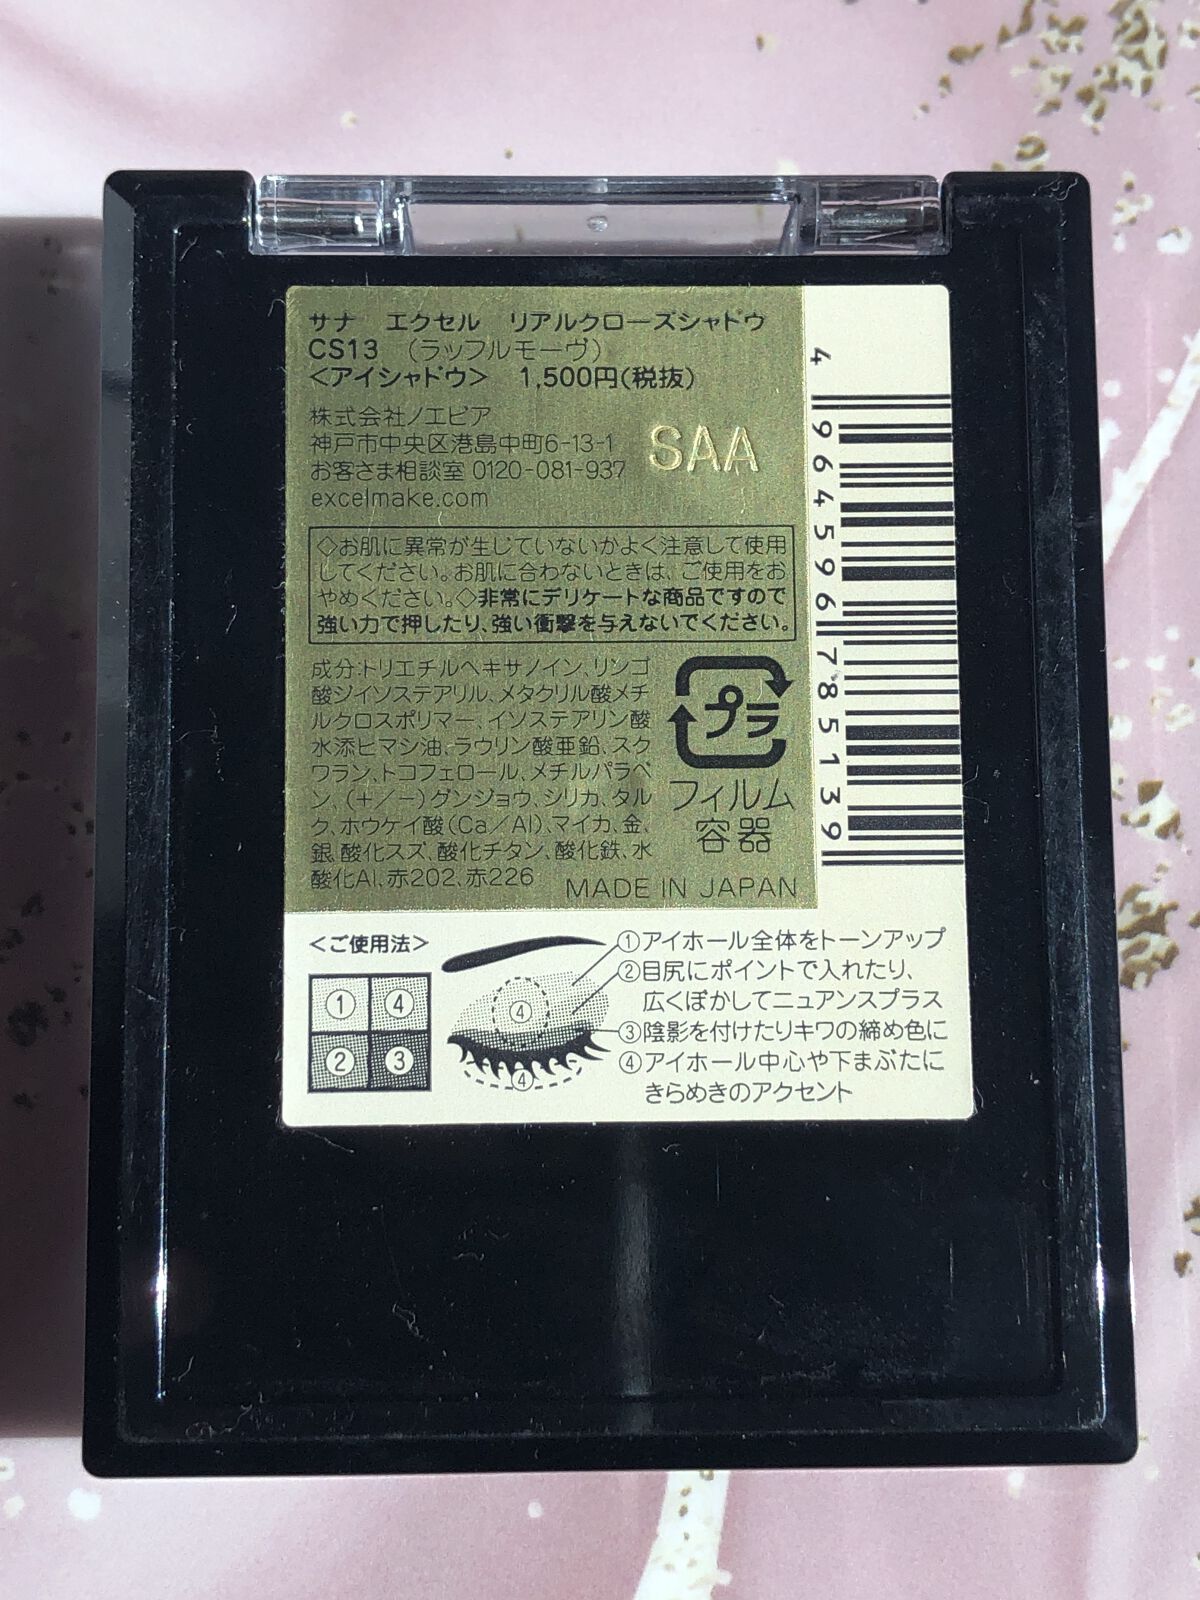 サナ エクセル リアルクローズシャドウ
CS13 (ラッフルモーヴ)
<アイシャドウ> 1,500円(税抜)
株式会社ノエビア
神戸市中央区港島中町6-13-1
お客さま相談室 0120-081-937
excelmake.com
SAA
◇お肌に異常が生じていないかよく注意して使用
してください。お肌に合わないときは、ご使用をお
やめください。◇非常にデリケートな商品ですので
強い力で押したり、強い衝撃を与えないでください。
成分:トリエチルヘキサノイン、リンゴ
酸ジイソステアリル、メタクリル酸メチ
ルクロスポリマー、イソステアリン酸
水添ヒマシ油、ラウリン酸亜鉛、スク
ワラン、トコフェロール、メチルパラベ
ン、(+/-)グンジョウ、シリカ、タル
ク、ホウケイ酸(Ca/Al)、マイカ、金、
銀、酸化スズ、酸化チタン、酸化鉄、水
酸化Al、赤202、赤226
プラ
フィルム
容器
MADE IN JAPAN
4 964596 785139
<ご使用法>
① ④
② ③
④
④
①アイホール全体をトーンアップ
②目尻にポイントで入れたり、
広くぼかしてニュアンスプラス
③陰影を付けたりキワの締め色に
④アイホール中心や下まぶたに
きらめきのアクセント